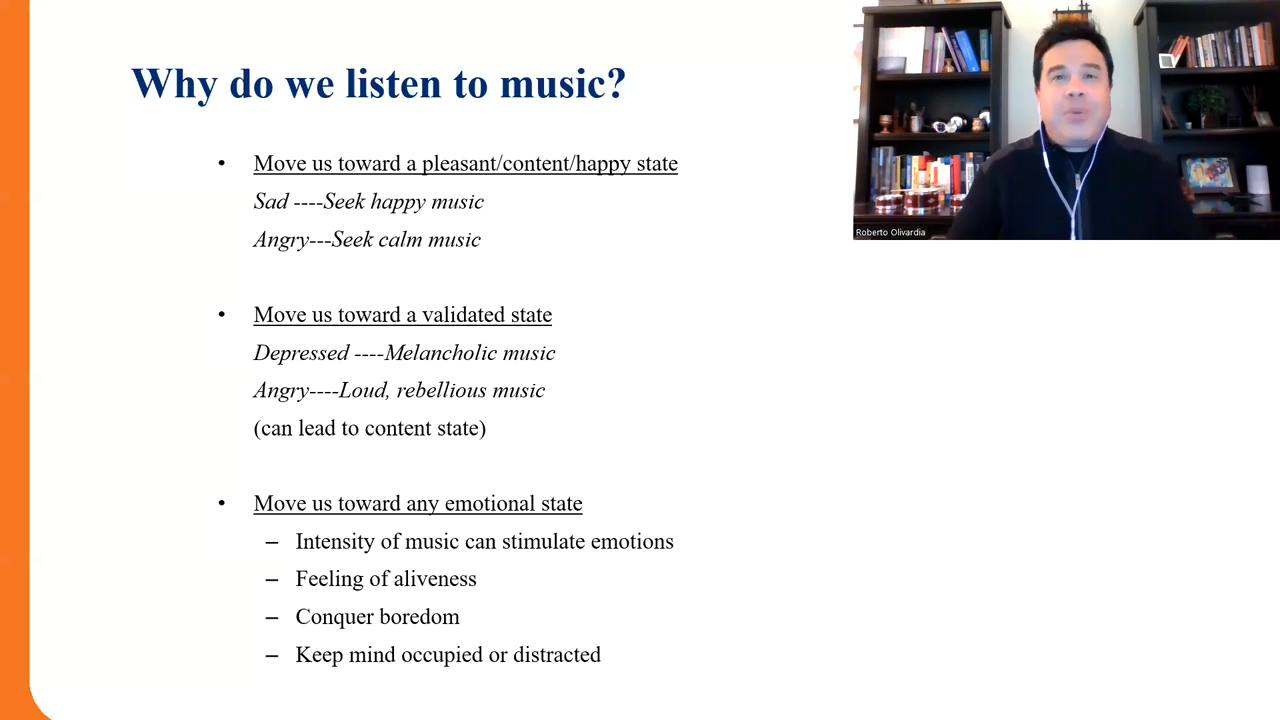 Why do we listen to music?
• Move us toward a pleasant/content/happy state
Sad ----Seek happy music
Angry---Seek calm music
• Move us toward a validated state
Depressed ----Melancholic music
Angry----Loud, rebellious music
(can lead to content state)
• Move us toward any emotional state
– Intensity of music can stimulate emotions
– Feeling of aliveness
– Conquer boredom
– Keep mind occupied or distracted
Roberto Olivardia